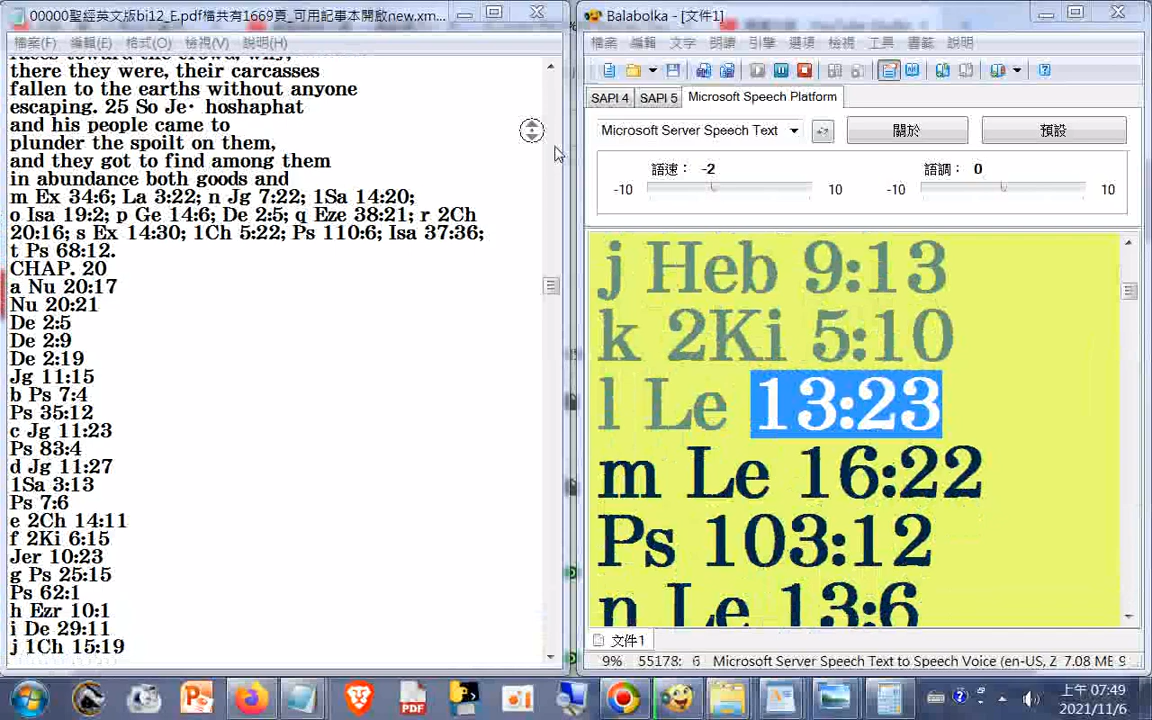 00000聖經英文版bi12_E.pdf檔共有1669頁_可用記事本開啟new.xm...
檔案(F) 編輯(E) 格式(O) 檢視(V) 說明(H)
there they were, their carcasses
fallen to the earths without anyone
escaping. 25 So Je· hoshaphat
and his people came to
plunder the spoilt on them,
and they got to find among them
in abundance both goods and
m Ex 34:6; La 3:22; n Jg 7:22; 1Sa 14:20;
o Isa 19:2; p Ge 14:6; De 2:5; q Eze 38:21; r 2Ch
20:16; s Ex 14:30; 1Ch 5:22; Ps 110:6; Isa 37:36;
t Ps 68:12.
CHAP. 20
a Nu 20:17
Nu 20:21
De 2:5
De 2:9
De 2:19
Jg 11:15
b Ps 7:4
Ps 35:12
c Jg 11:23
Ps 83:4
d Jg 11:27
1Sa 3:13
Ps 7:6
e 2Ch 14:11
f 2Ki 6:15
Jer 10:23
g Ps 25:15
Ps 62:1
h Ezr 10:1
i De 29:11
j 1Ch 15:19
Balabolka - [文件1]
檔案 編輯 文字 朗讀 引擎 選項 檢視 工具 書籤 說明
SAPI 4 SAPI 5 Microsoft Speech Platform
Microsoft Server Speech Text 關於 預設
語速： -2 語調： 0
-10 10 -10 10
j Heb 9:13
k 2Ki 5:10
l Le 13:23
m Le 16:22
Ps 103:12
n Le 13:6
文件1
9% 55178: 6 Microsoft Server Speech Text to Speech Voice (en-US, Z 7.08 MB 9
PDF
上午 07:49
2021/11/6